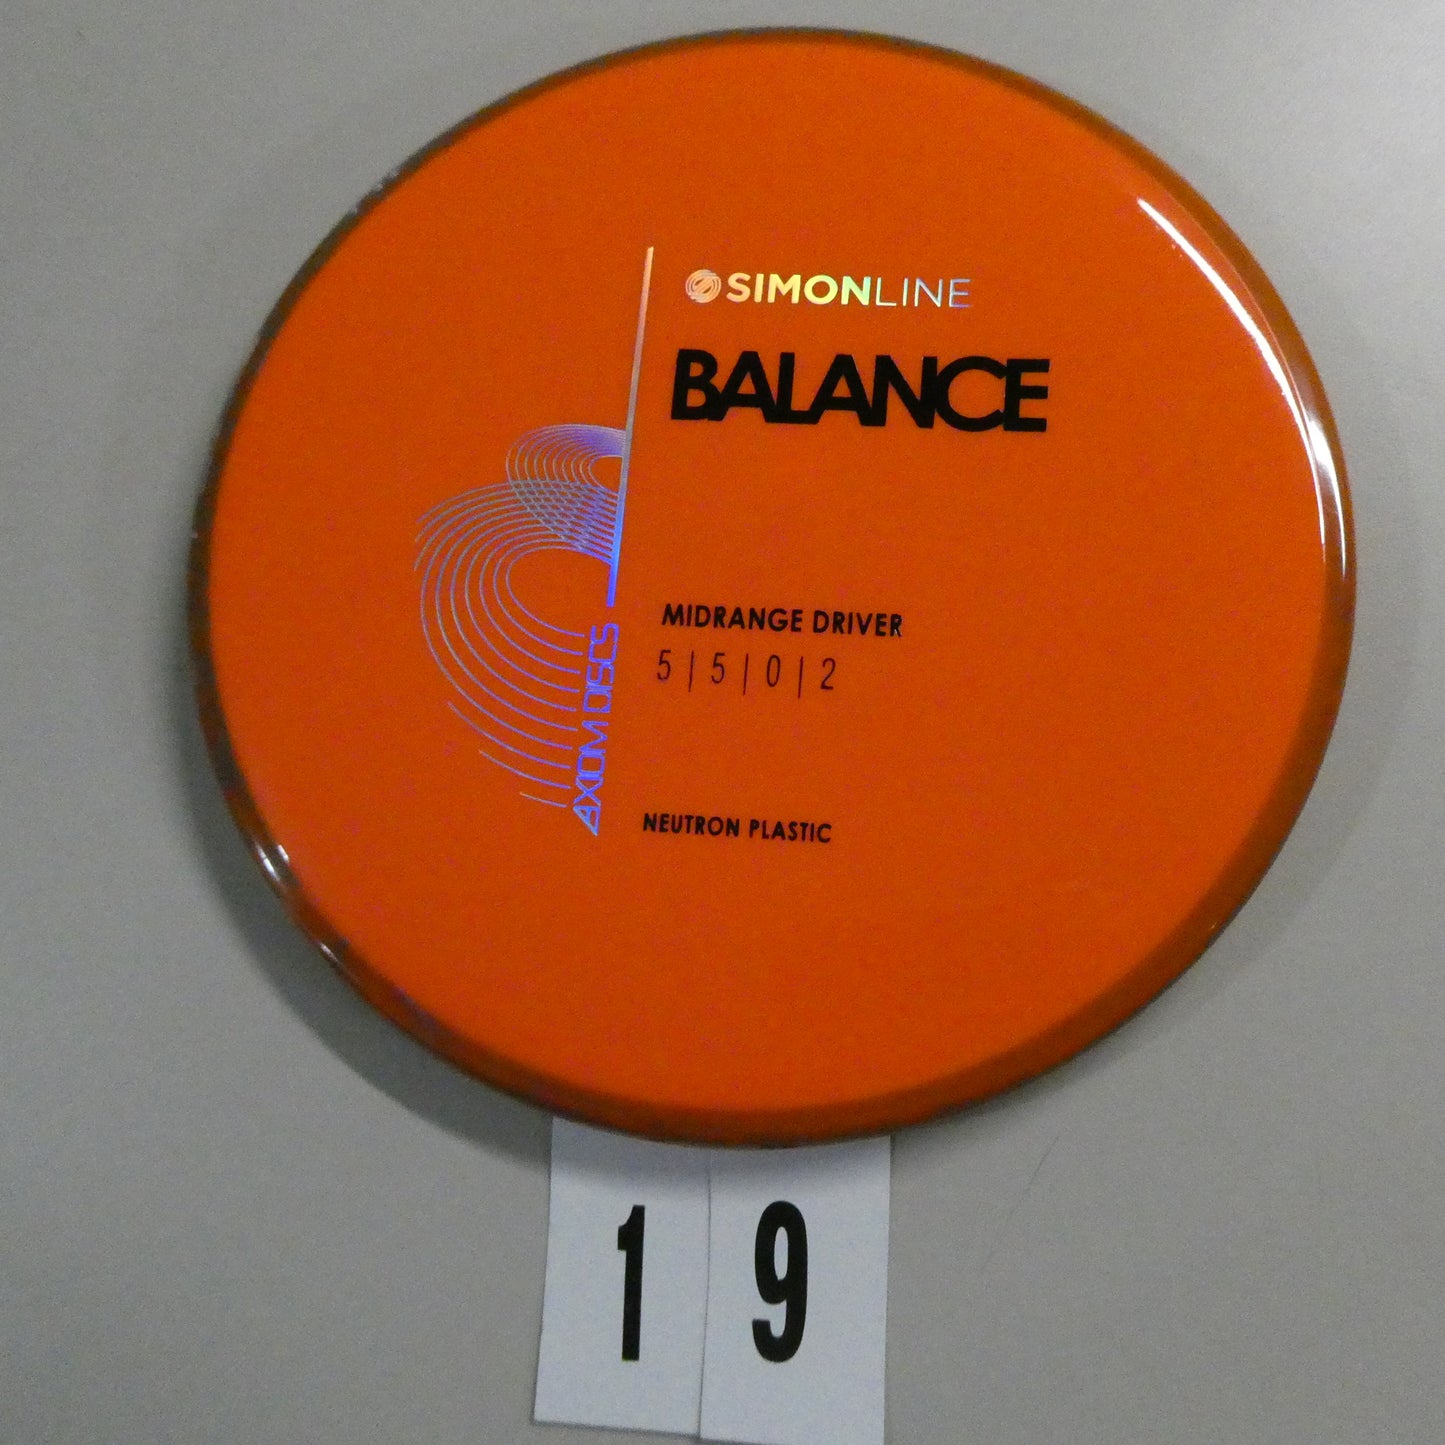 SIMONLINE
BALANCE
MIDRANGE DRIVER
5 | 5 | 0 | 2
AXIOM DISCS
NEUTRON PLASTIC
1 9